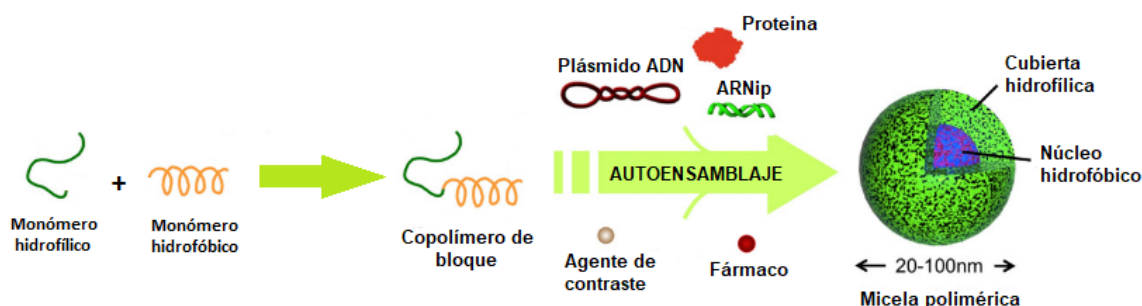 Proteina
Plásmido ADN
ARNip
Cubierta
hidrofílica
+
AUTOENSAMBLAJE
Núcleo
hidrofóbico
Monómero
hidrofílico
Monómero
hidrofóbico
Copolímero de
bloque
Agente de
contraste
Fármaco
20-100nm
Micela polimérica